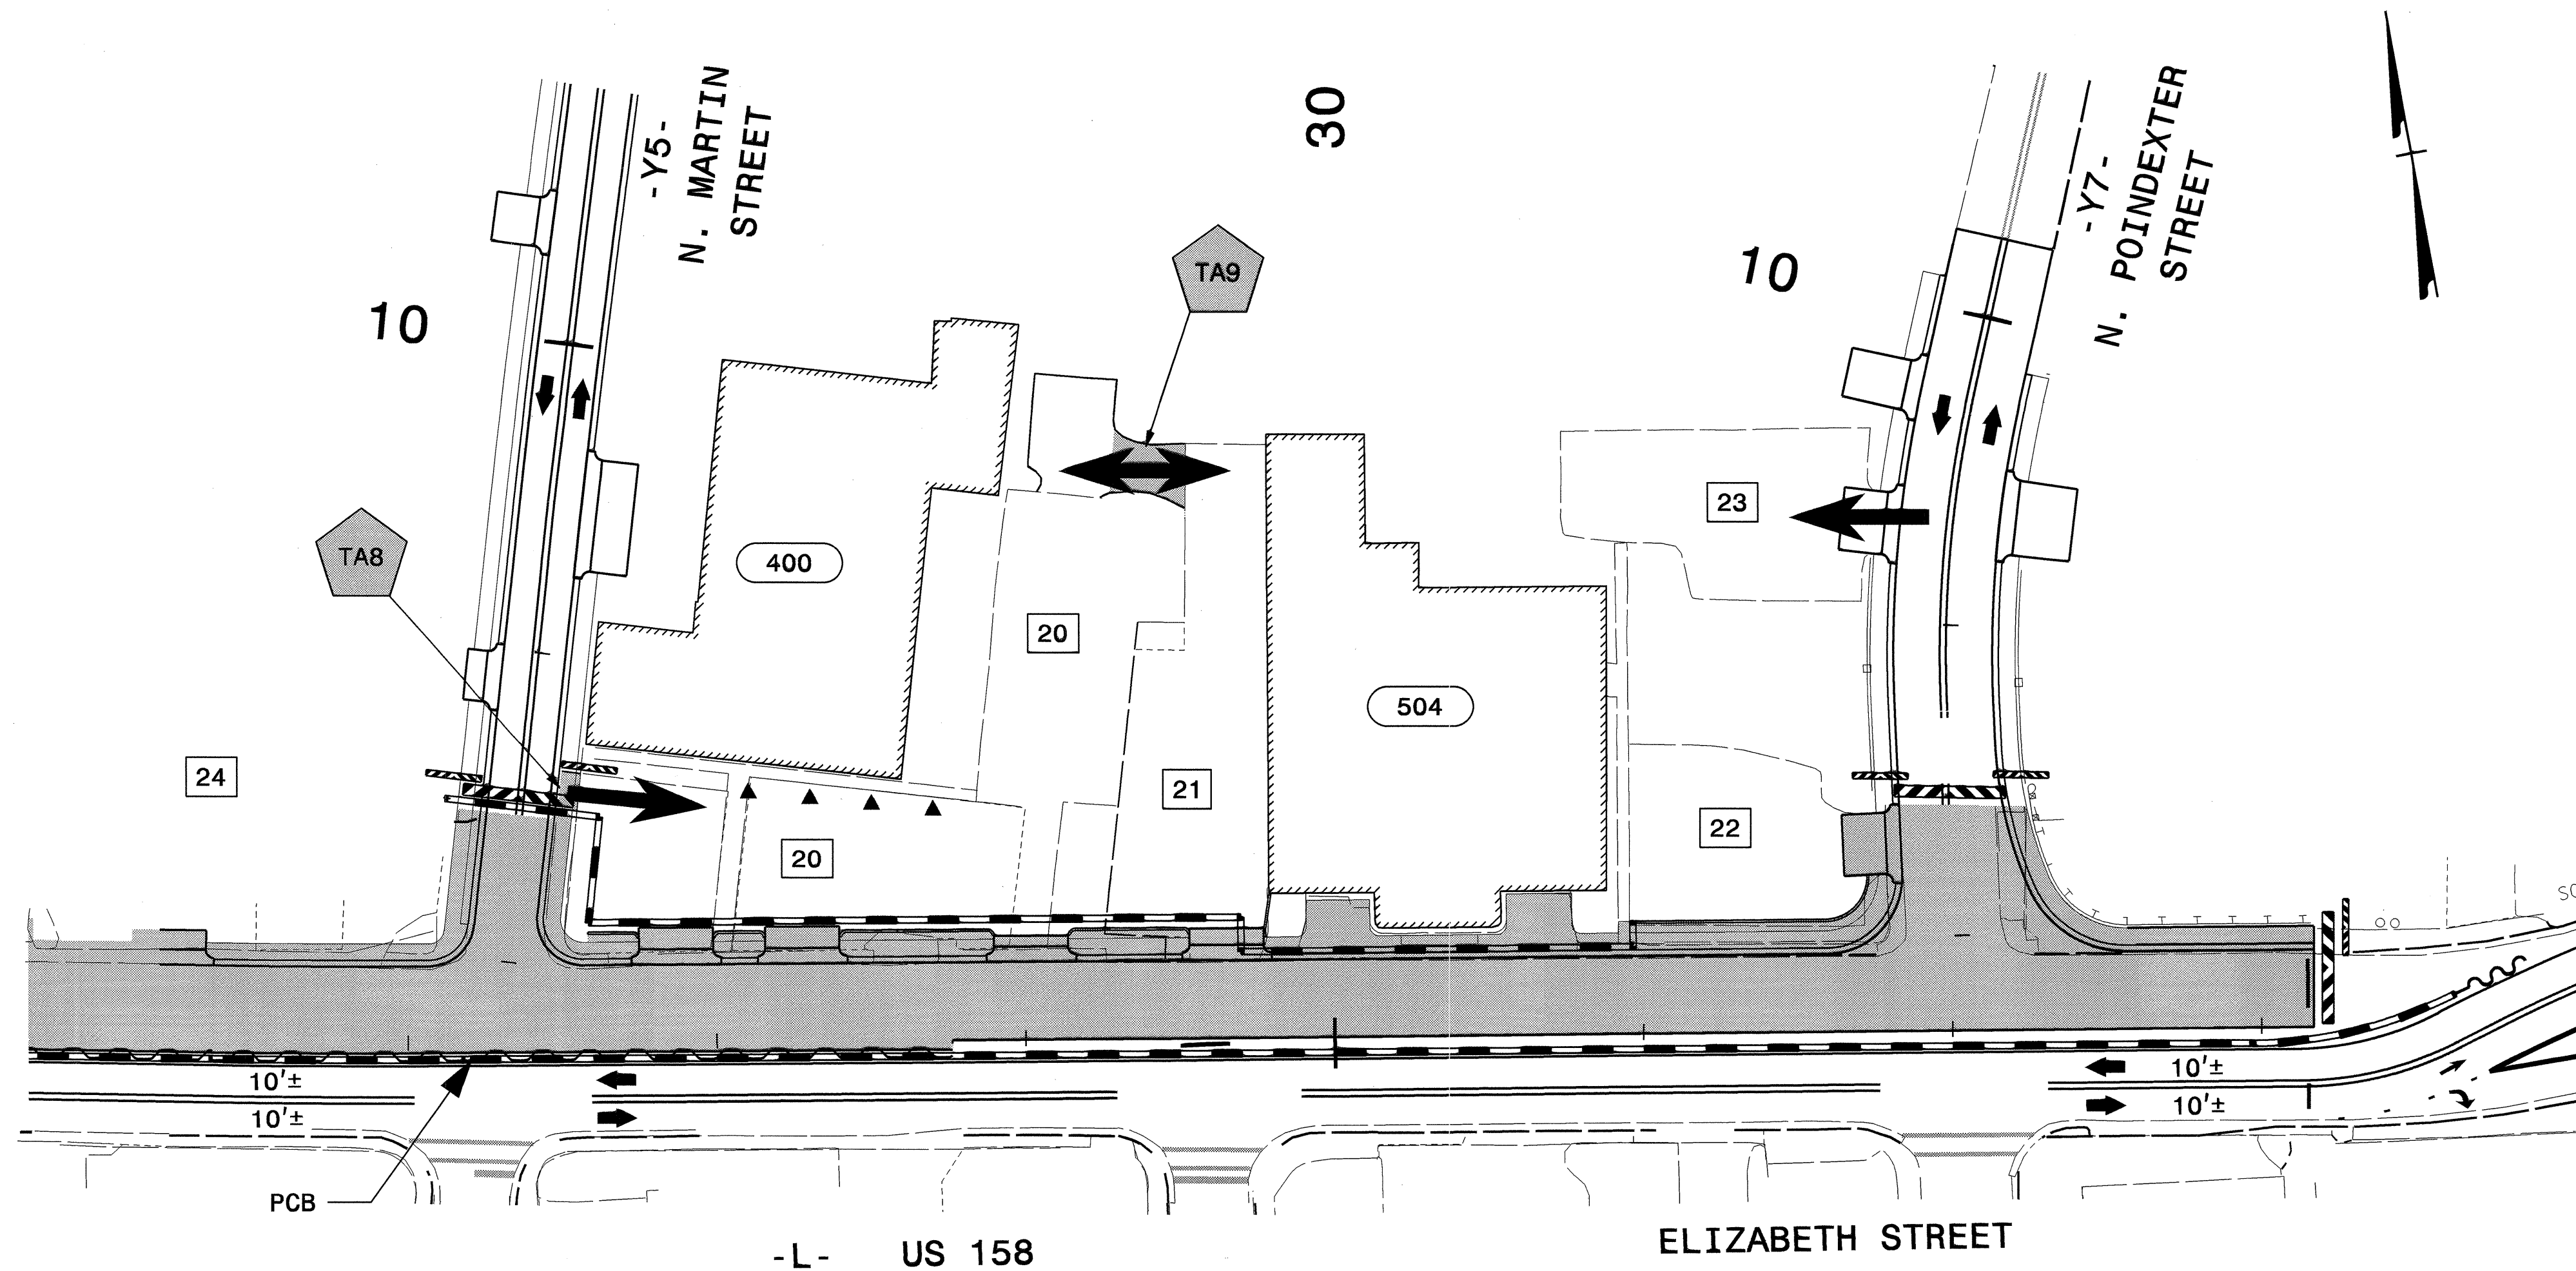 -Y5-
N. MARTIN
STREET
30
-Y7-
N. POINDEXTER
STREET
10
10
TA9
TA8
400
23
20
504
24
21
20
22
10'±
10'±
10'±
10'±
PCB
-L- US 158
ELIZABETH STREET